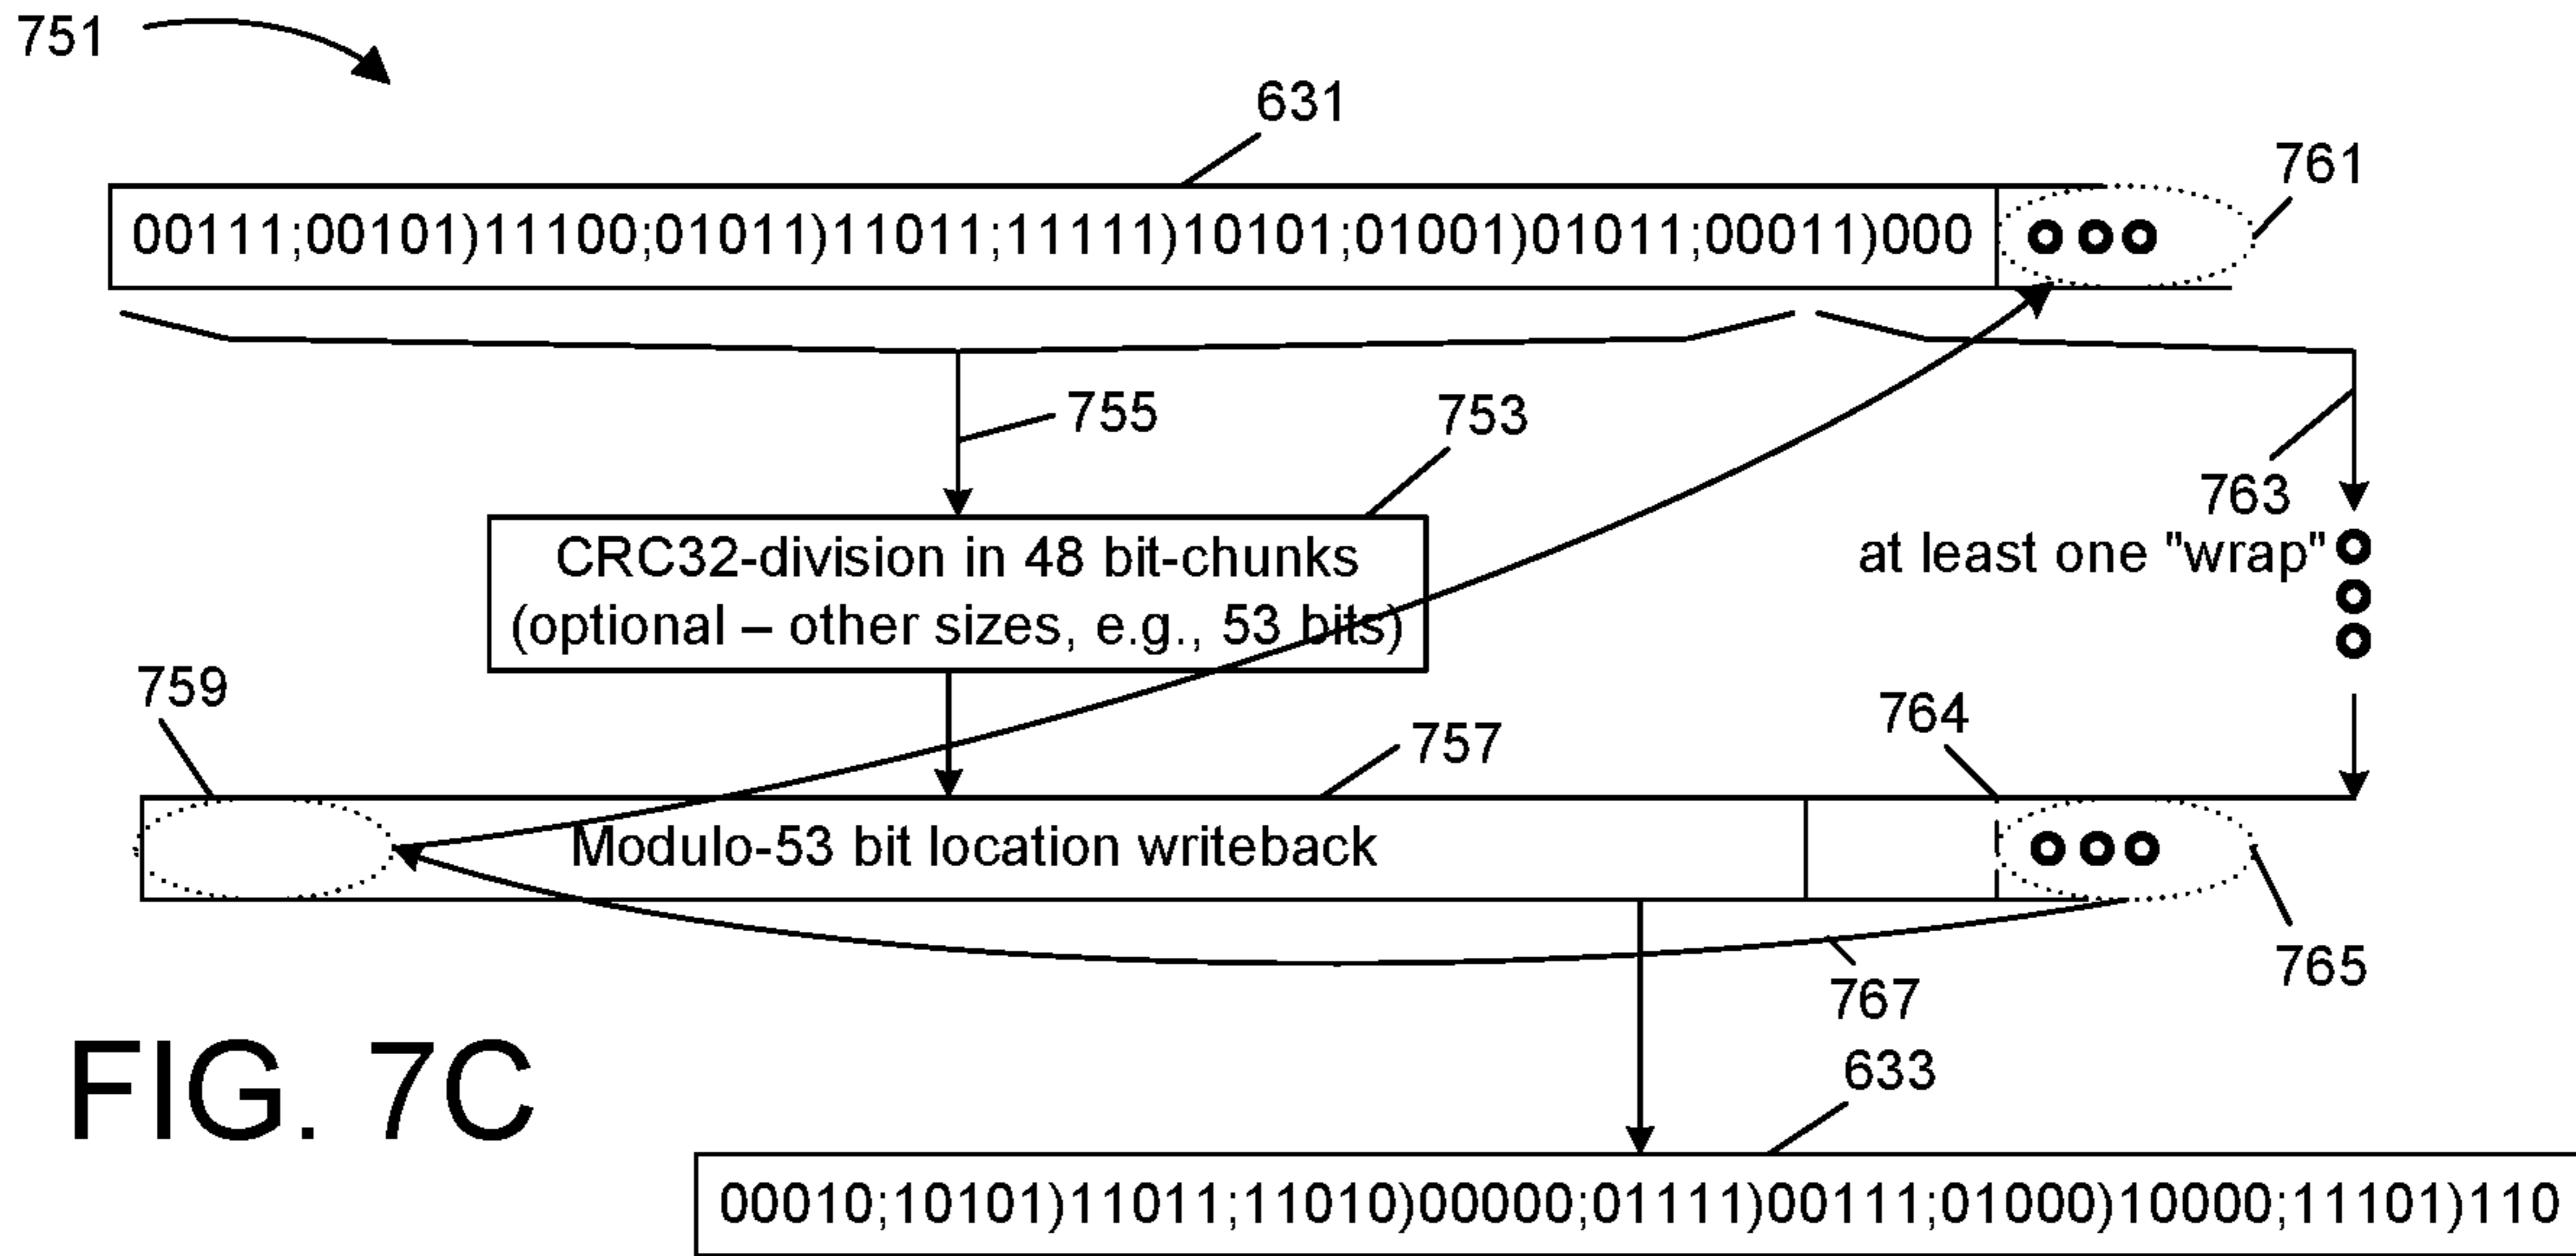 751
631
761
00111;00101)11100;01011)11011;11111)10101;01001)01011;00011)000
755
753
763
CRC32-division in 48 bit-chunks
(optional – other sizes, e.g., 53 bits)
at least one "wrap"
759
757
764
Modulo-53 bit location writeback
765
767
FIG. 7C
633
00010;10101)11011;11010)00000;01111)00111;01000)10000;11101)110